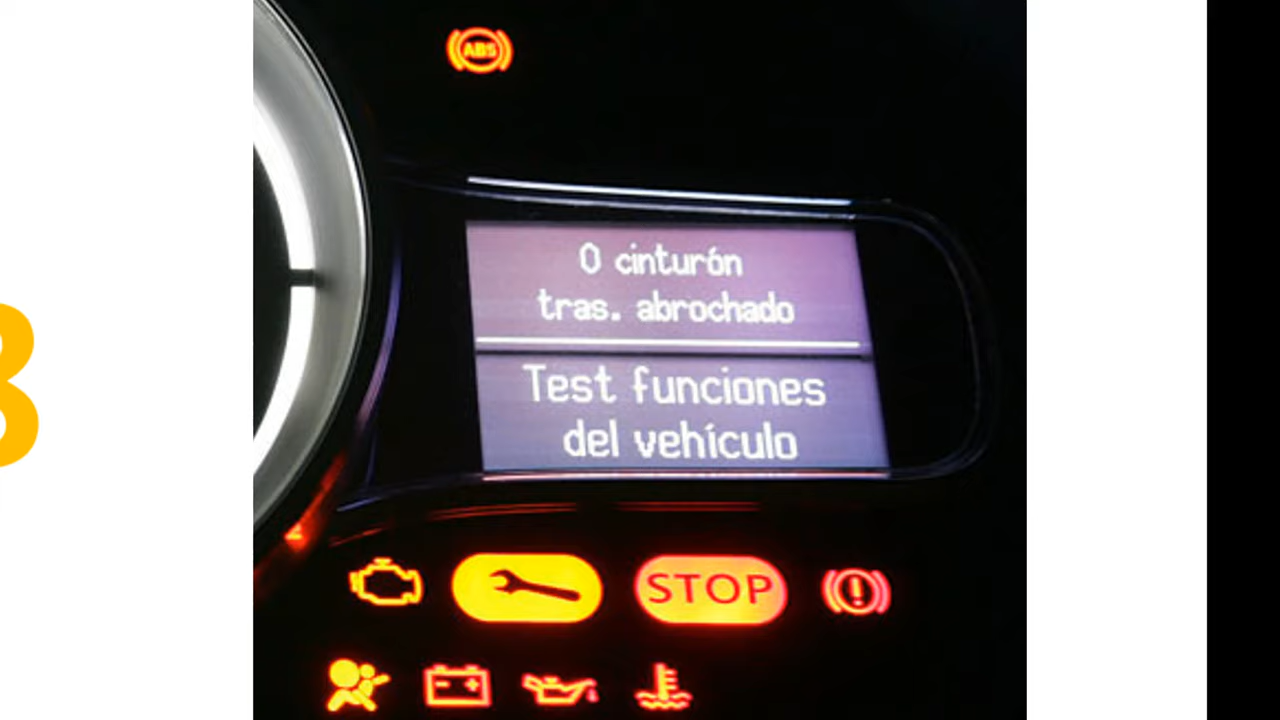 ABS
0 cinturón
tras. abrochado
Test funciones
del vehículo
STOP